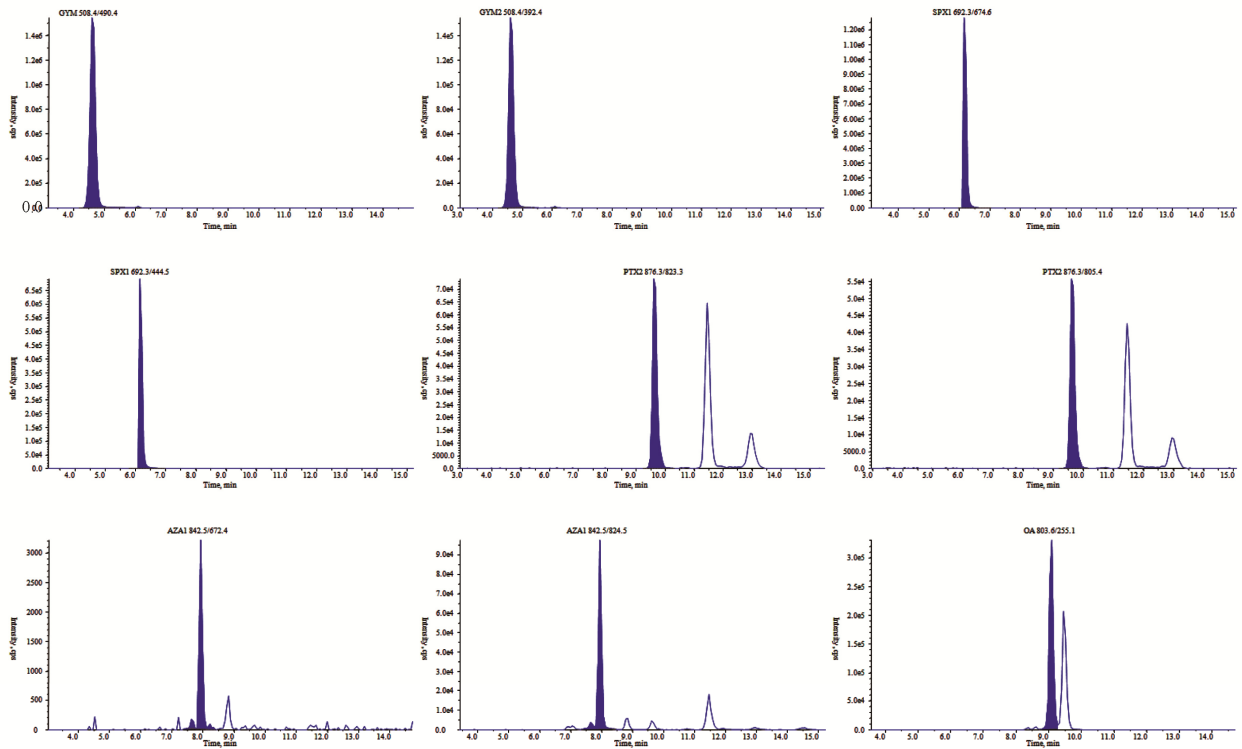 GYM 508.4/490.4
Intensity, cps
1.4e6
1.2e6
1.0e6
8.0e5
6.0e5
4.0e5
2.0e5
0.0
4.0 5.0 6.0 7.0 8.0 9.0 10.0 11.0 12.0 13.0 14.0
Time, min
GYM2 508.4/392.4
Intensity, cps
1.4e5
1.2e5
1.0e5
8.0e4
6.0e4
4.0e4
2.0e4
0.0
3.0 4.0 5.0 6.0 7.0 8.0 9.0 10.0 11.0 12.0 13.0 14.0 15.0
Time, min
SPX1 692.3/674.6
Intensity, cps
1.20e6
1.10e6
1.00e6
9.00e5
8.00e5
7.00e5
6.00e5
5.00e5
4.00e5
3.00e5
2.00e5
1.00e5
0.00
4.0 5.0 6.0 7.0 8.0 9.0 10.0 11.0 12.0 13.0 14.0 15.0
Time, min
SPX1 692.3/444.5
Intensity, cps
6.5e5
6.0e5
5.5e5
5.0e5
4.5e5
4.0e5
3.5e5
3.0e5
2.5e5
2.0e5
1.5e5
1.0e5
5.0e4
0.0
4.0 5.0 6.0 7.0 8.0 9.0 10.0 11.0 12.0 13.0 14.0 15.0
Time, min
PTX2 876.3/823.3
Intensity, cps
7.0e4
6.5e4
6.0e4
5.5e4
5.0e4
4.5e4
4.0e4
3.5e4
3.0e4
2.5e4
2.0e4
1.5e4
1.0e4
5000.0
0.0
3.0 4.0 5.0 6.0 7.0 8.0 9.0 10.0 11.0 12.0 13.0 14.0 15.0
Time, min
PTX2 876.3/805.4
Intensity, cps
5.5e4
5.0e4
4.5e4
4.0e4
3.5e4
3.0e4
2.5e4
2.0e4
1.5e4
1.0e4
5000.0
0.0
3.0 4.0 5.0 6.0 7.0 8.0 9.0 10.0 11.0 12.0 13.0 14.0 15.0
Time, min
AZA1 842.5/672.4
Intensity, cps
3000
2500
2000
1500
1000
500
0
4.0 5.0 6.0 7.0 8.0 9.0 10.0 11.0 12.0 13.0 14.0
Time, min
AZA1 842.5/824.5
Intensity, cps
9.0e4
8.0e4
7.0e4
6.0e4
5.0e4
4.0e4
3.0e4
2.0e4
1.0e4
0.0
4.0 5.0 6.0 7.0 8.0 9.0 10.0 11.0 12.0 13.0 14.0 15.0
Time, min
OA 803.6/255.1
Intensity, cps
3.0e5
2.5e5
2.0e5
1.5e5
1.0e5
5.0e4
0.0
4.0 5.0 6.0 7.0 8.0 9.0 10.0 11.0 12.0 13.0 14.0
Time, min